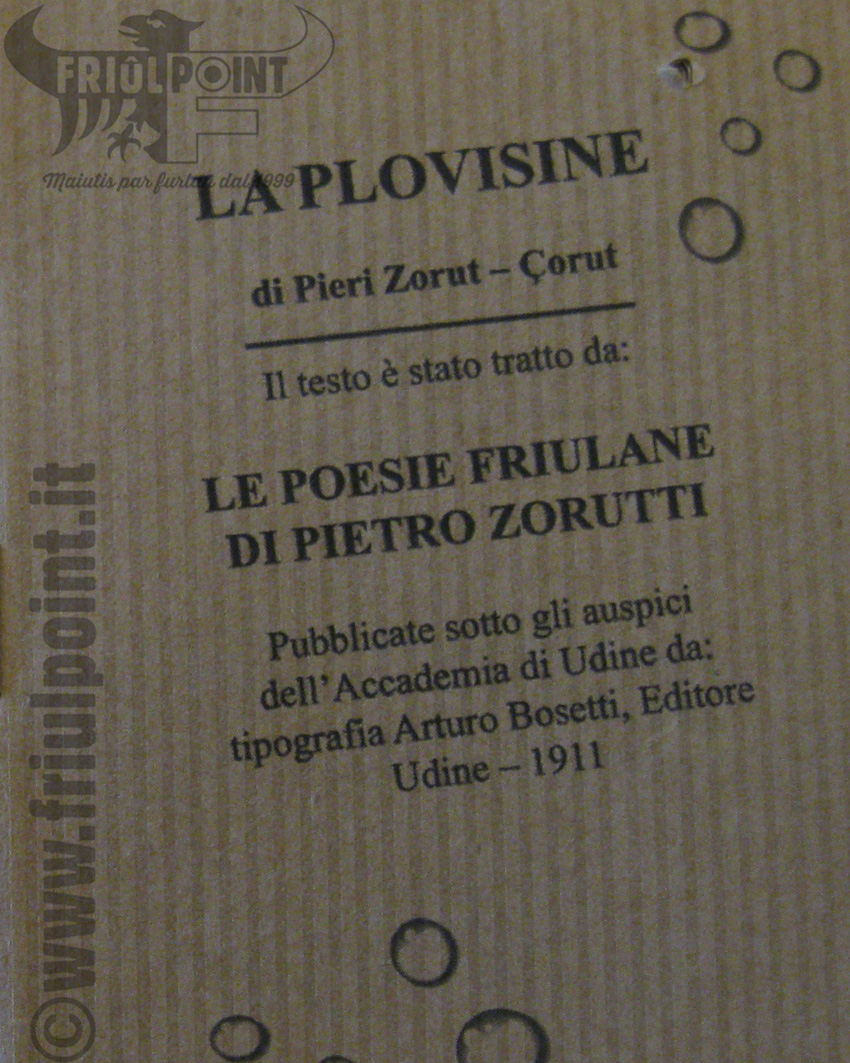 FRIÛLPOINT
Maiutis par furlan dal 1999
LA PLOVISINE
di Pieri Zorut – Çorut
Il testo è stato tratto da:
LE POESIE FRIULANE
DI PIETRO ZORUTTI
Pubblicate sotto gli auspici
dell'Accademia di Udine da:
tipografia Arturo Bosetti, Editore
Udine – 1911
©www.friulpoint.it